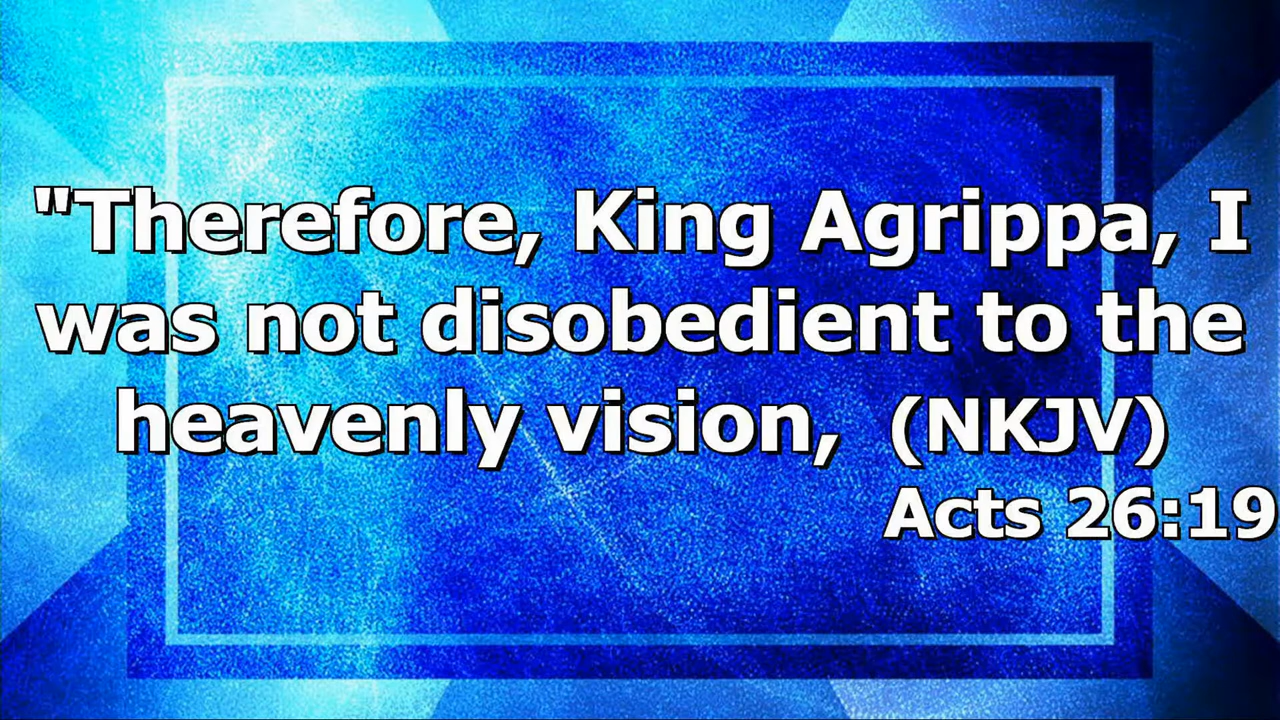 "Therefore, King Agrippa, I
was not disobedient to the
heavenly vision, (NKJV)
Acts 26:19